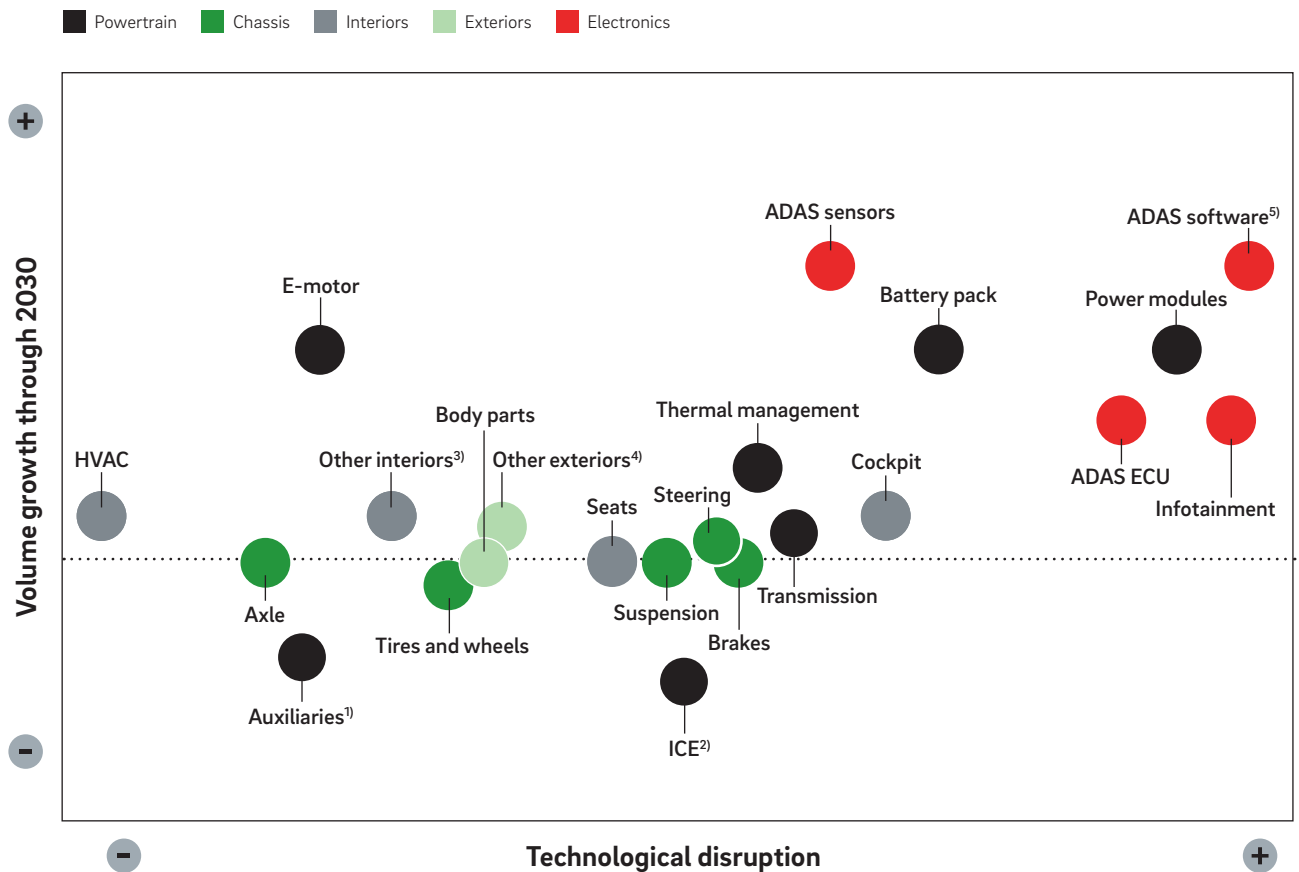 Powertrain Chassis Interiors Exteriors Electronics
+
Volume growth through 2030
ADAS sensors
ADAS software5)
E-motor
Battery pack
Power modules
Body parts
Thermal management
HVAC
Other interiors3)
Other exteriors4)
Cockpit
ADAS ECU
Seats
Steering
Infotainment
Axle
Suspension
Transmission
Tires and wheels
Brakes
Auxiliaries1)
ICE2)
-
- Technological disruption +